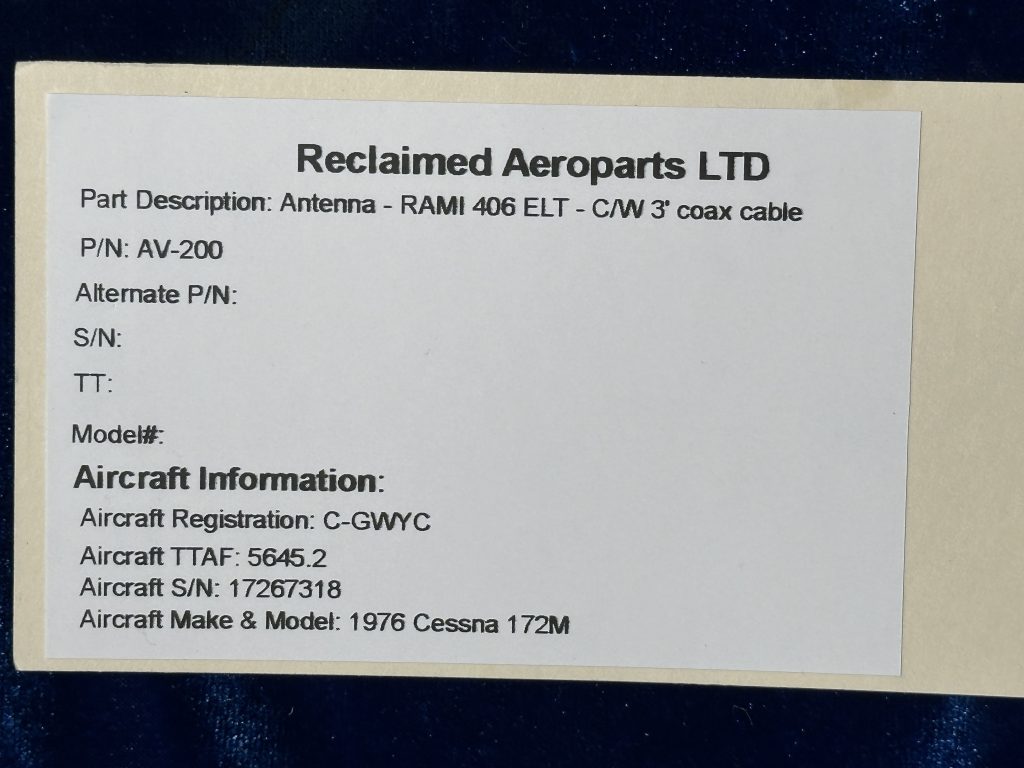 Reclaimed Aeroparts LTD
Part Description: Antenna - RAMI 406 ELT - C/W 3' coax cable
P/N: AV-200
Alternate P/N:
S/N:
TT:
Model#:
Aircraft Information:
Aircraft Registration: C-GWYC
Aircraft TTAF: 5645.2
Aircraft S/N: 17267318
Aircraft Make & Model: 1976 Cessna 172M